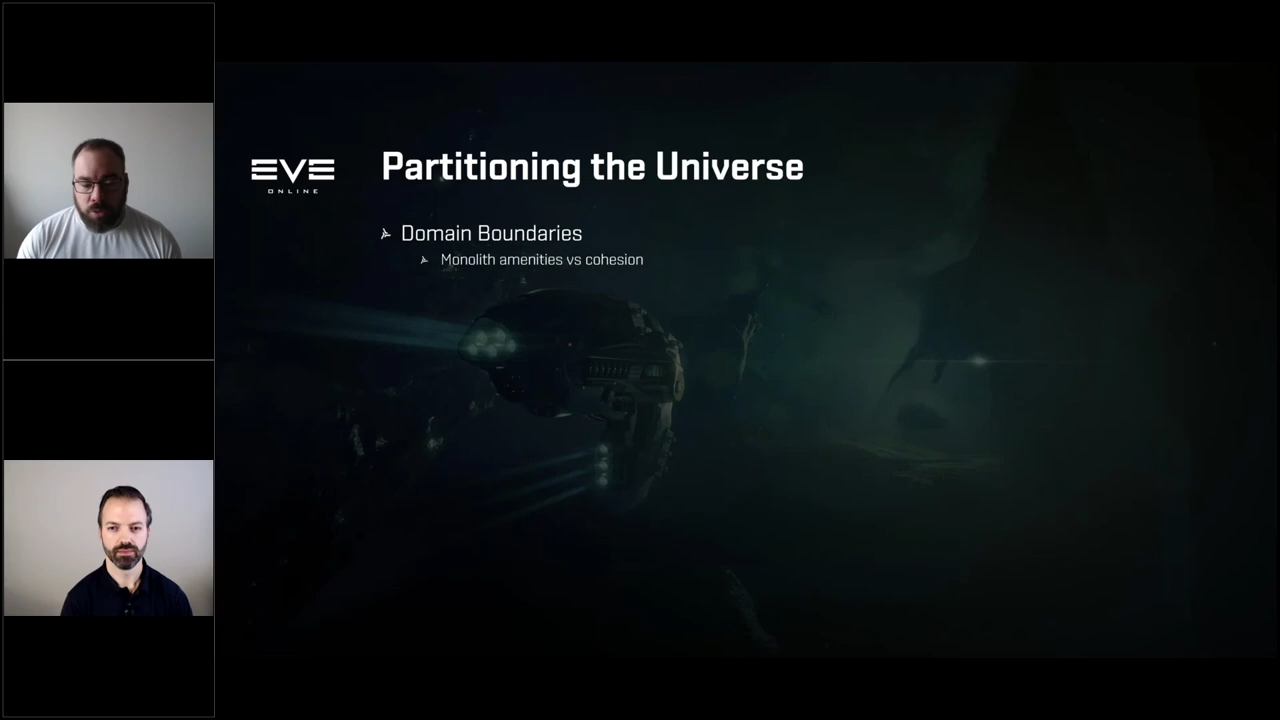 EVE
ONLINE
Partitioning the Universe
Domain Boundaries
Monolith amenities vs cohesion